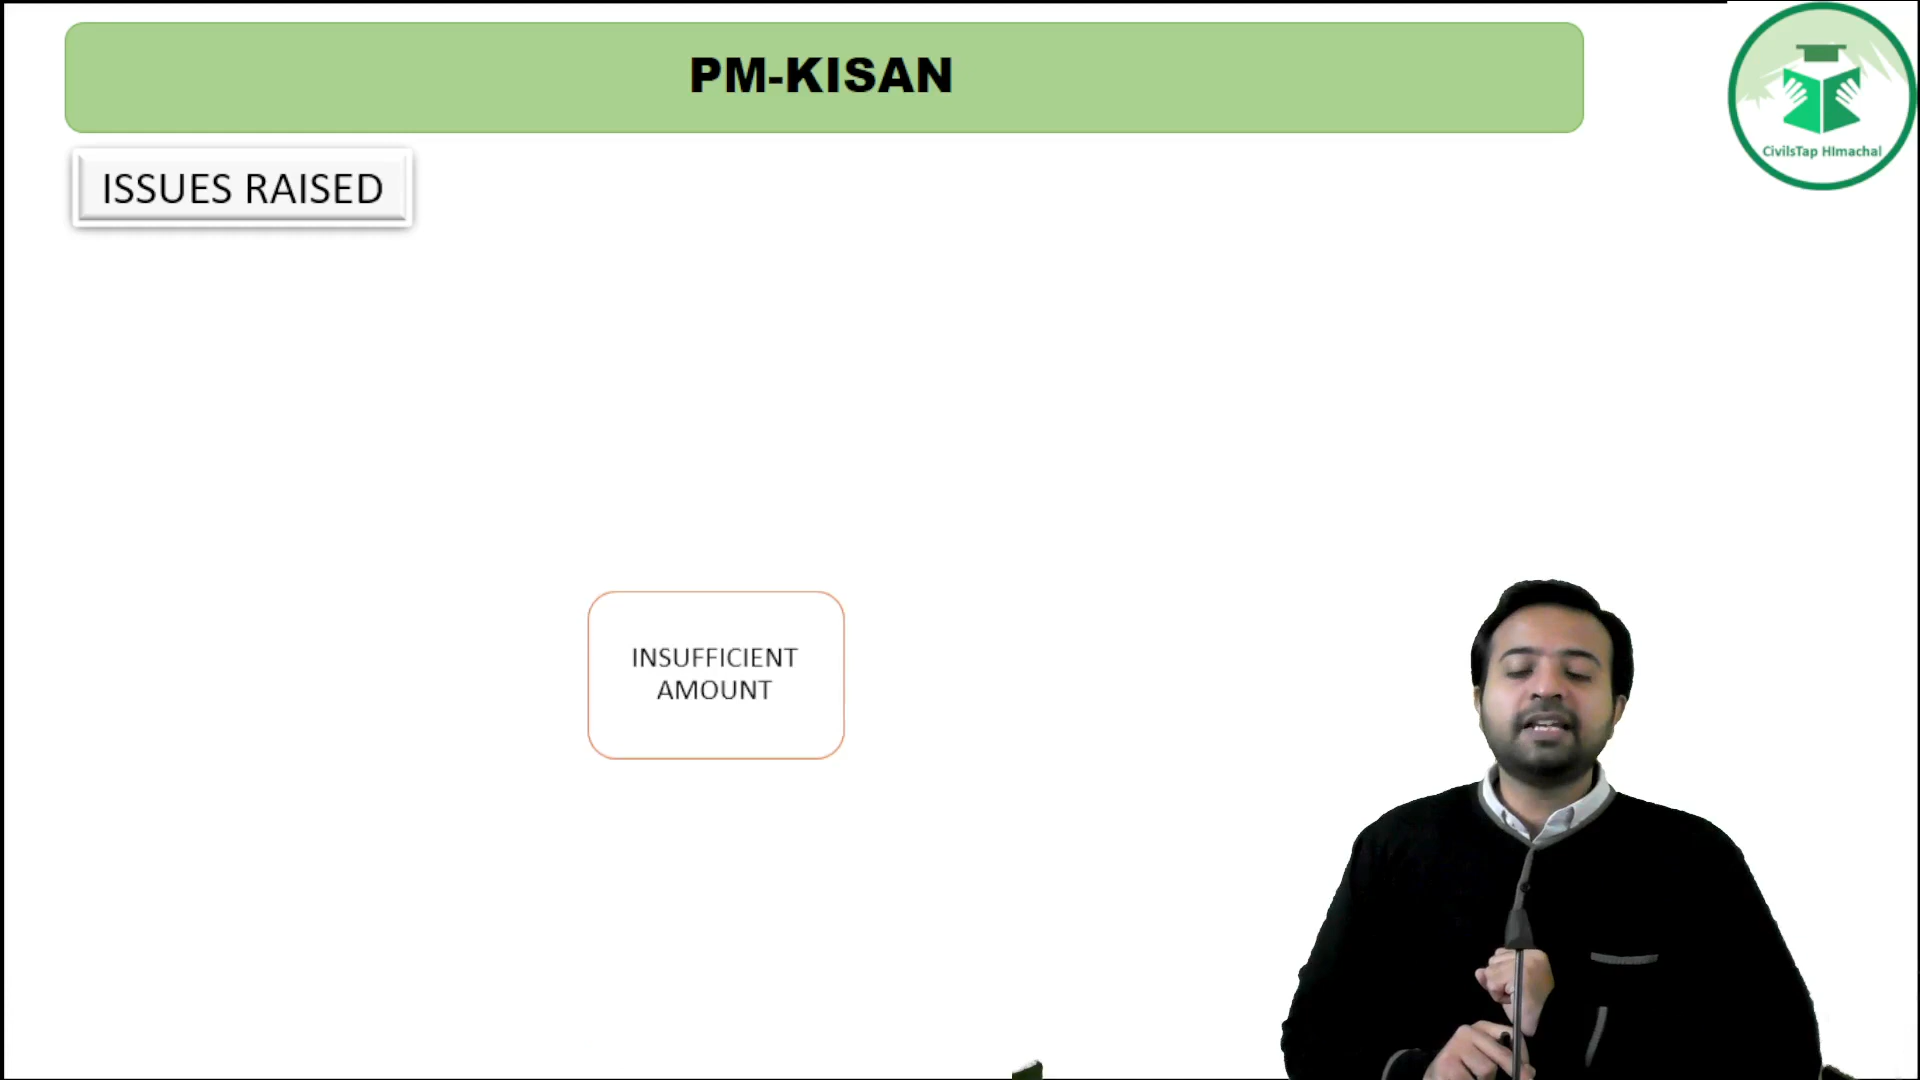 PM-KISAN
CivilsTap HImachal
ISSUES RAISED
INSUFFICIENT
AMOUNT